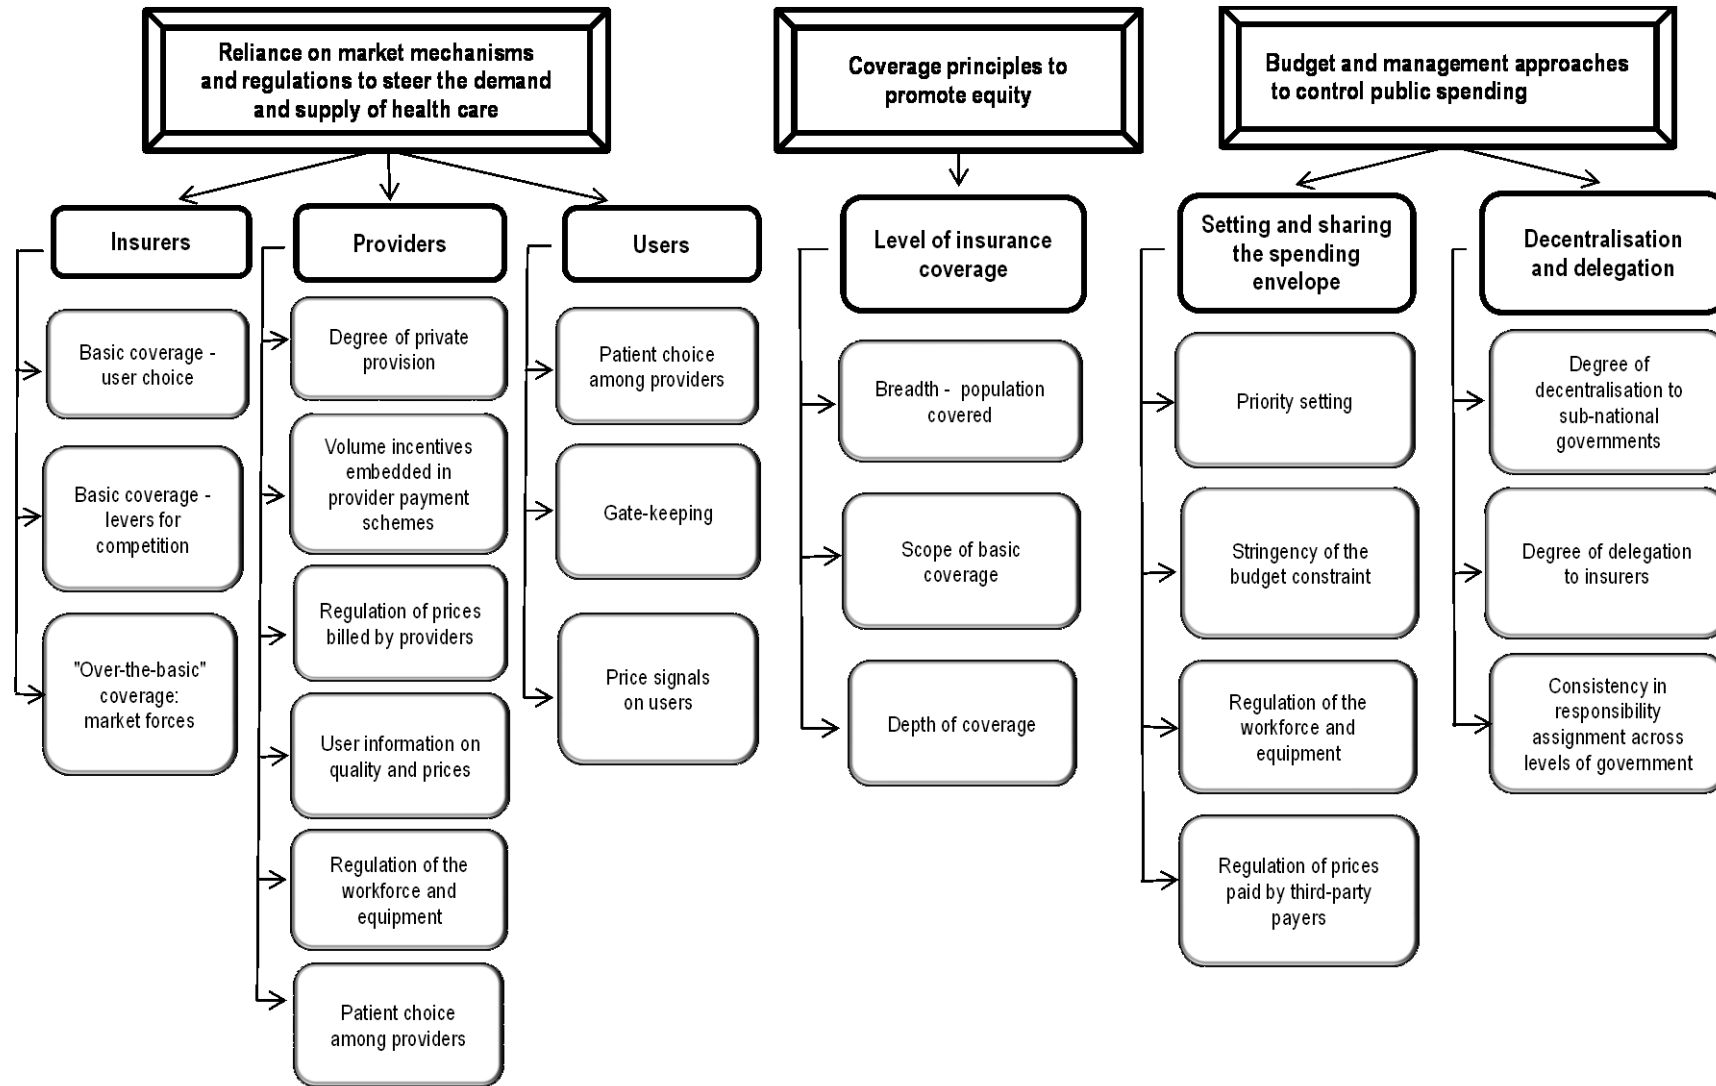 Reliance on market mechanisms
and regulations to steer the demand
and supply of health care
Coverage principles to
promote equity
Budget and management approaches
to control public spending
Insurers
Providers
Users
Level of insurance
coverage
Setting and sharing
the spending
envelope
Decentralisation
and delegation
Basic coverage -
user choice
Basic coverage -
levers for
competition
"Over-the-basic"
coverage:
market forces
Degree of private
provision
Volume incentives
embedded in
provider payment
schemes
Regulation of prices
billed by providers
User information on
quality and prices
Regulation of the
workforce and
equipment
Patient choice
among providers
Patient choice
among providers
Gate-keeping
Price signals
on users
Breadth - population
covered
Scope of basic
coverage
Depth of coverage
Priority setting
Stringency of the
budget constraint
Regulation of the
workforce and
equipment
Regulation of prices
paid by third-party
payers
Degree of
decentralisation to
sub-national
governments
Degree of delegation
to insurers
Consistency in
responsibility
assignment across
levels of government